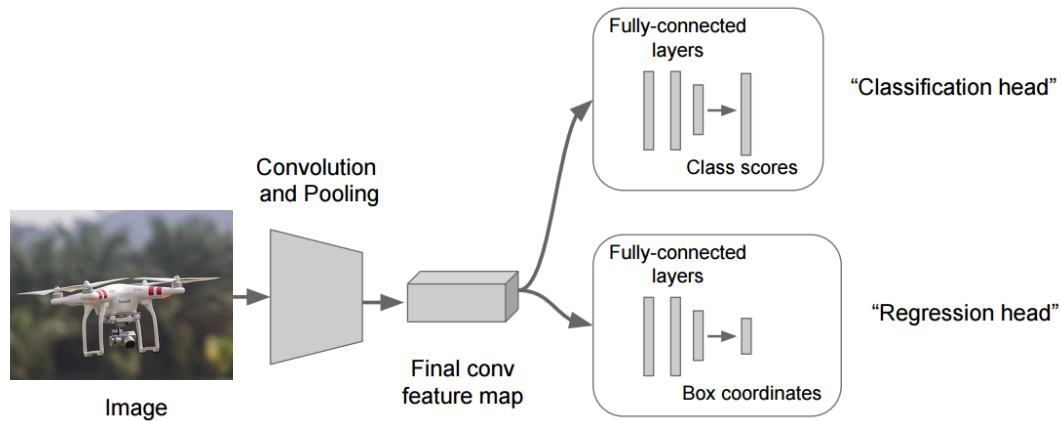 Fully-connected
layers
Class scores
“Classification head”
Convolution
and Pooling
Image
Final conv
feature map
Fully-connected
layers
Box coordinates
“Regression head”